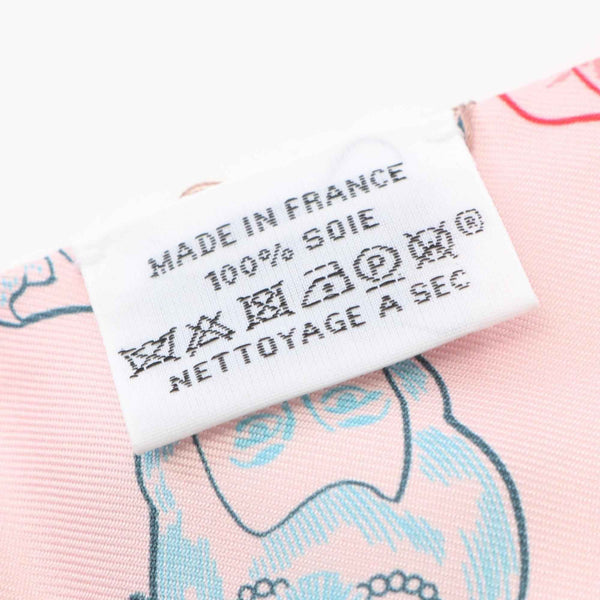 MADE IN FRANCE
100% SOIE
P ®
NETTOYAGE A SEC